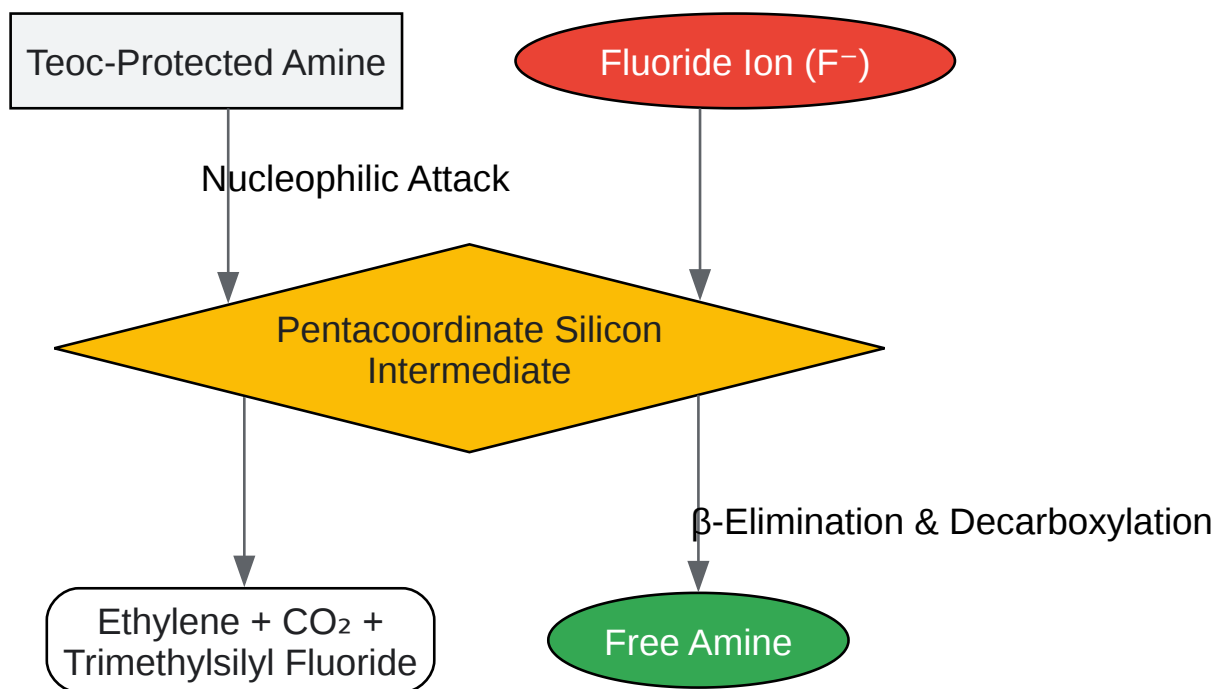 Teoc-Protected Amine
Fluoride Ion (F⁻)
Nucleophilic Attack
Pentacoordinate Silicon
Intermediate
β-Elimination & Decarboxylation
Ethylene + CO₂ +
Trimethylsilyl Fluoride
Free Amine